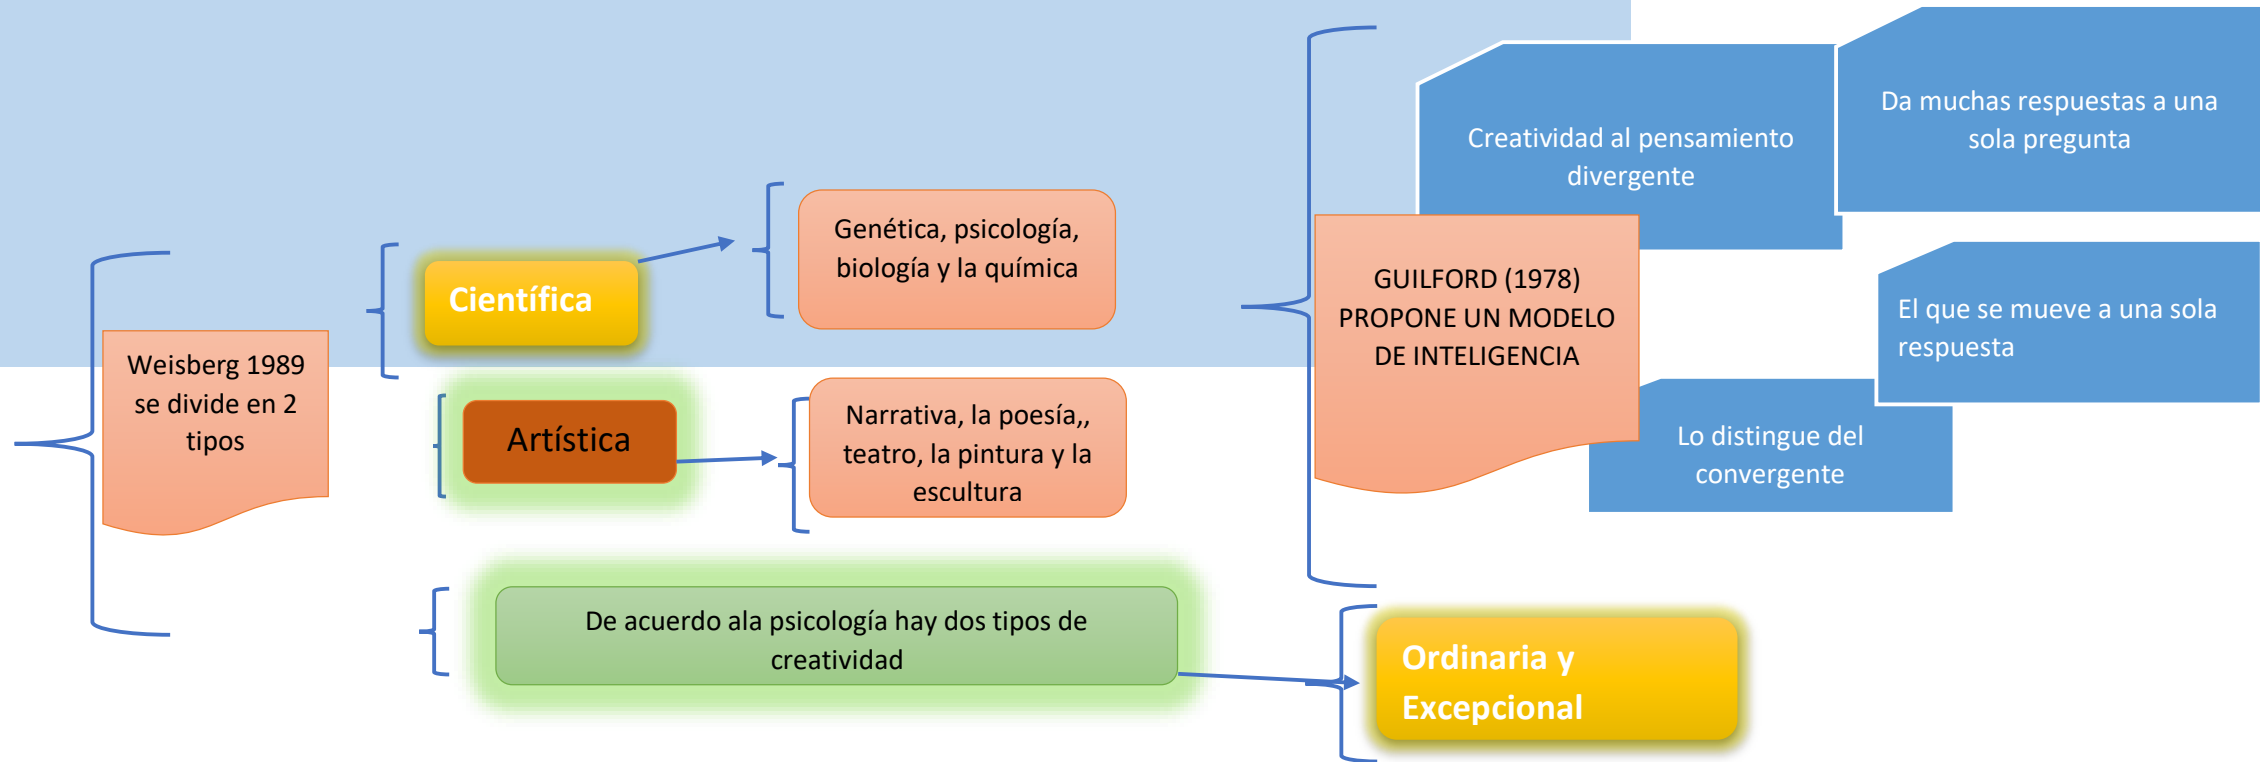 Weisberg 1989
se divide en 2
tipos
Científica
Genética, psicología,
biología y la química
Artística
Narrativa, la poesía,,
teatro, la pintura y la
escultura
De acuerdo ala psicología hay dos tipos de
creatividad
Ordinaria y
Excepcional
GUILFORD (1978)
PROPONE UN MODELO
DE INTELIGENCIA
Creatividad al pensamiento
divergente
Da muchas respuestas a una
sola pregunta
Lo distingue del
convergente
El que se mueve a una sola
respuesta